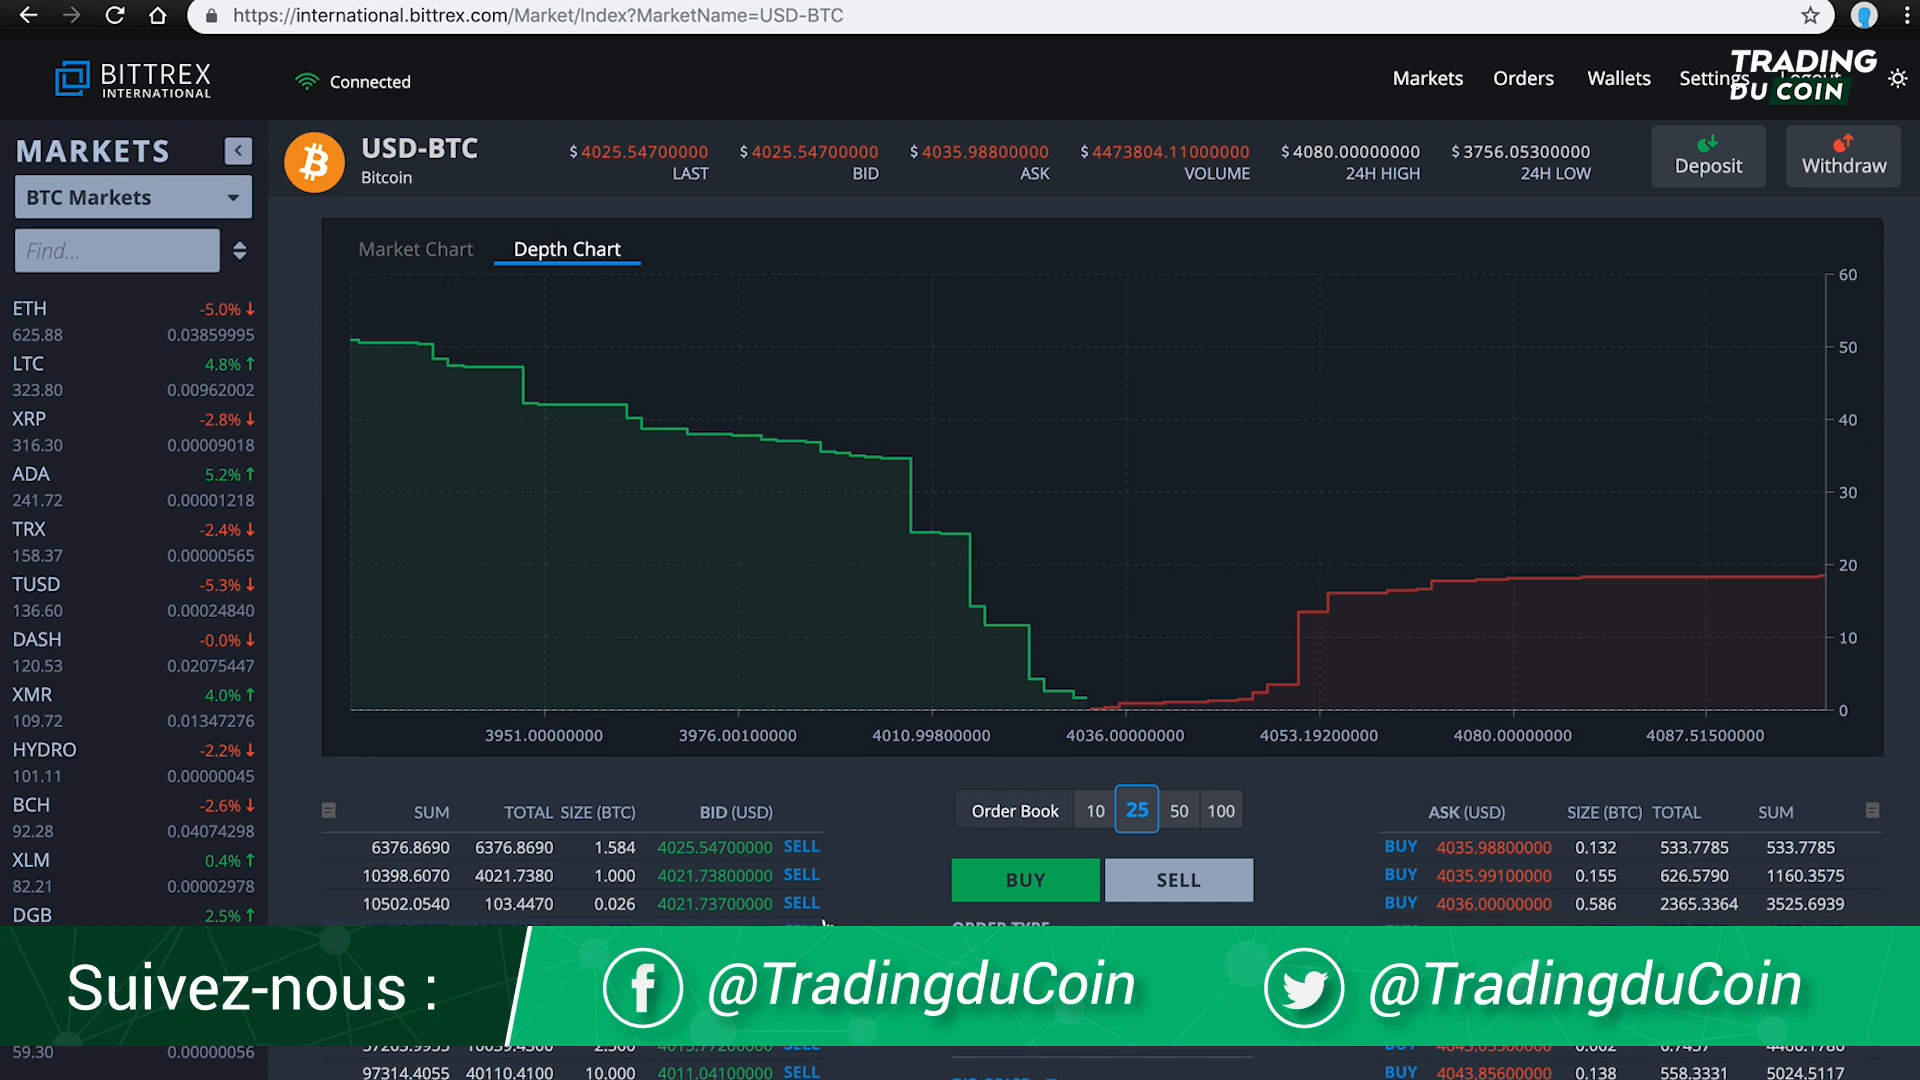 https://international.bittrex.com/Market/Index?MarketName=USD-BTC
BITTREX
INTERNATIONAL
Connected
Markets Orders Wallets Settings
TRADING
DU COIN
MARKETS
BTC Markets
Find...
USD-BTC
Bitcoin
$ 4025.54700000
LAST
$ 4025.54700000
BID
$ 4035.98800000
ASK
$ 4473804.11000000
VOLUME
$ 4080.00000000
24H HIGH
$ 3756.05300000
24H LOW
Deposit
Withdraw
ETH -5.0%
625.88 0.03859995
LTC 4.8%
323.80 0.00962002
XRP -2.8%
316.30 0.00009018
ADA 5.2%
241.72 0.00001218
TRX -2.4%
158.37 0.00000565
TUSD -5.3%
136.60 0.00024840
DASH -0.0%
120.53 0.02075447
XMR 4.0%
109.72 0.01347276
HYDRO -2.2%
101.11 0.00000045
BCH -2.6%
92.28 0.04074298
XLM 0.4%
82.21 0.00002978
DGB 2.5%
59.30 0.00000056
Market Chart Depth Chart
60
50
40
30
20
10
0
3951.00000000 3976.00100000 4010.99800000 4036.00000000 4053.19200000 4080.00000000 4087.51500000
SUM TOTAL SIZE (BTC) BID (USD)
6376.8690 6376.8690 1.584 4025.54700000 SELL
10398.6070 4021.7380 1.000 4021.73800000 SELL
10502.0540 103.4470 0.026 4021.73700000 SELL
97314.4055 40110.4100 10.000 4011.04100000 SELL
Order Book 10 25 50 100
BUY SELL
ORDER TYPE
ASK (USD) SIZE (BTC) TOTAL SUM
BUY 4035.98800000 0.132 533.7785 533.7785
BUY 4035.99100000 0.155 626.5790 1160.3575
BUY 4036.00000000 0.586 2365.3364 3525.6939
BUY 4043.85600000 0.138 558.3331 5024.5117
Suivez-nous :
@TradingduCoin
@TradingduCoin